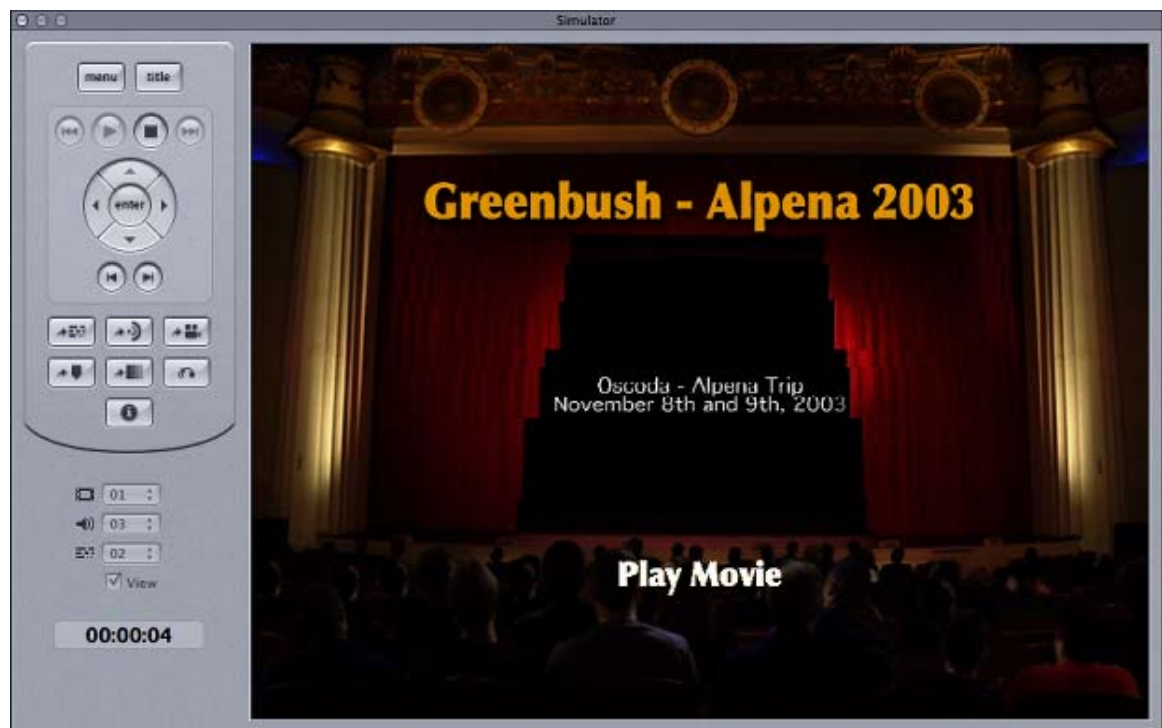 Simulator
menu title
enter
Greenbush - Alpena 2003
Oscoda - Alpena Trip
November 8th and 9th, 2003
Play Movie
01
03
02
View
00:00:04